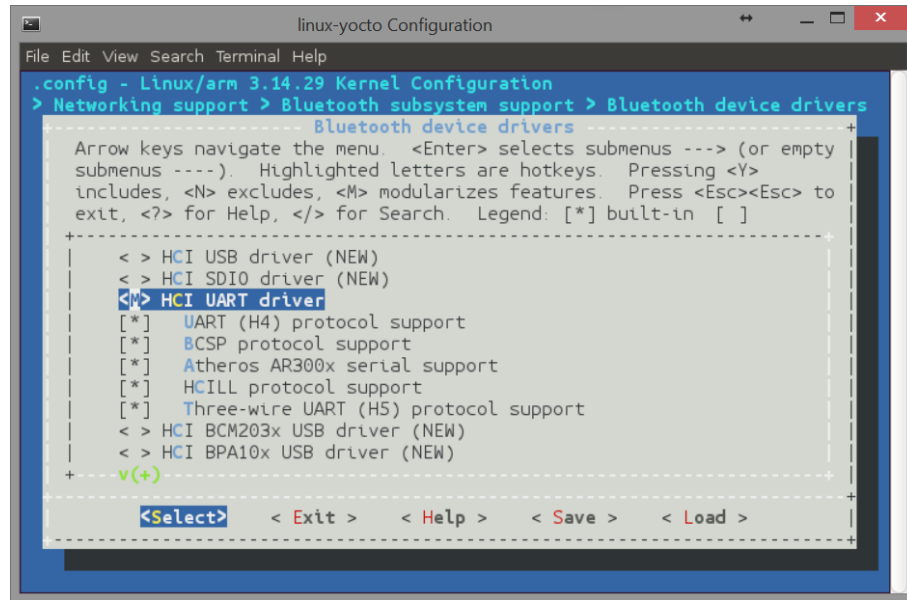 linux-yocto Configuration
File Edit View Search Terminal Help
.config - Linux/arm 3.14.29 Kernel Configuration
> Networking support > Bluetooth subsystem support > Bluetooth device drivers
Bluetooth device drivers
Arrow keys navigate the menu. <Enter> selects submenus ---> (or empty
submenus ----). Highlighted letters are hotkeys. Pressing <Y>
includes, <N> excludes, <M> modularizes features. Press <Esc><Esc> to
exit, <?> for Help, </> for Search. Legend: [*] built-in [ ]
< > HCI USB driver (NEW)
< > HCI SDIO driver (NEW)
<M> HCI UART driver
[*] UART (H4) protocol support
[*] BCSP protocol support
[*] Atheros AR300x serial support
[*] HCILL protocol support
[*] Three-wire UART (H5) protocol support
< > HCI BCM203x USB driver (NEW)
< > HCI BPA10x USB driver (NEW)
v(+)
<Select> < Exit > < Help > < Save > < Load >